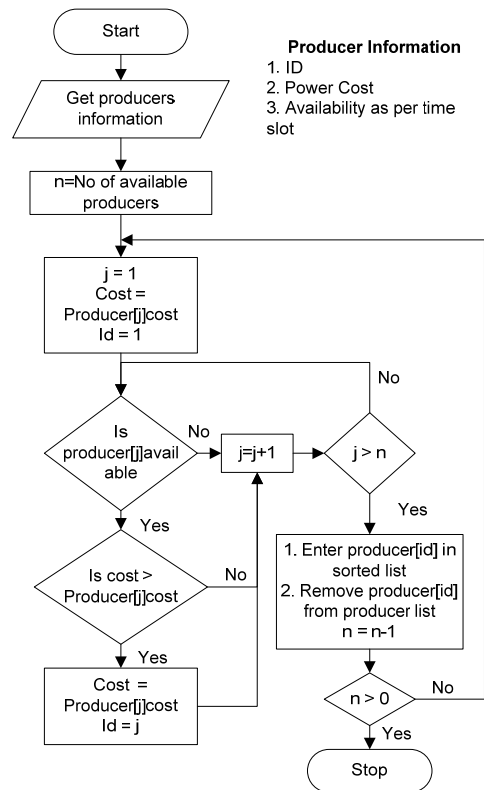 Start
Producer Information
1. ID
2. Power Cost
3. Availability as per time
slot
Get producers
information
n=No of available
producers
j = 1
Cost =
Producer[j]cost
Id = 1
No
Is
producer[j]avail
able
No
j=j+1
j > n
Yes
Yes
Is cost >
Producer[j]cost
No
1. Enter producer[id] in
sorted list
2. Remove producer[id]
from producer list
n = n-1
Yes
Cost =
Producer[j]cost
Id = j
n > 0
No
Yes
Stop